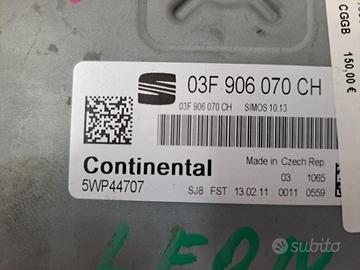 CGGB 150,00 €
03F 906 070 CH
03F 906 070 CH SIMOS 10.13
Continental
5WP44707
Made in Czech Rep.
03 1065
SJ8 FST 13.02.11 0011 0559
LEON
subito